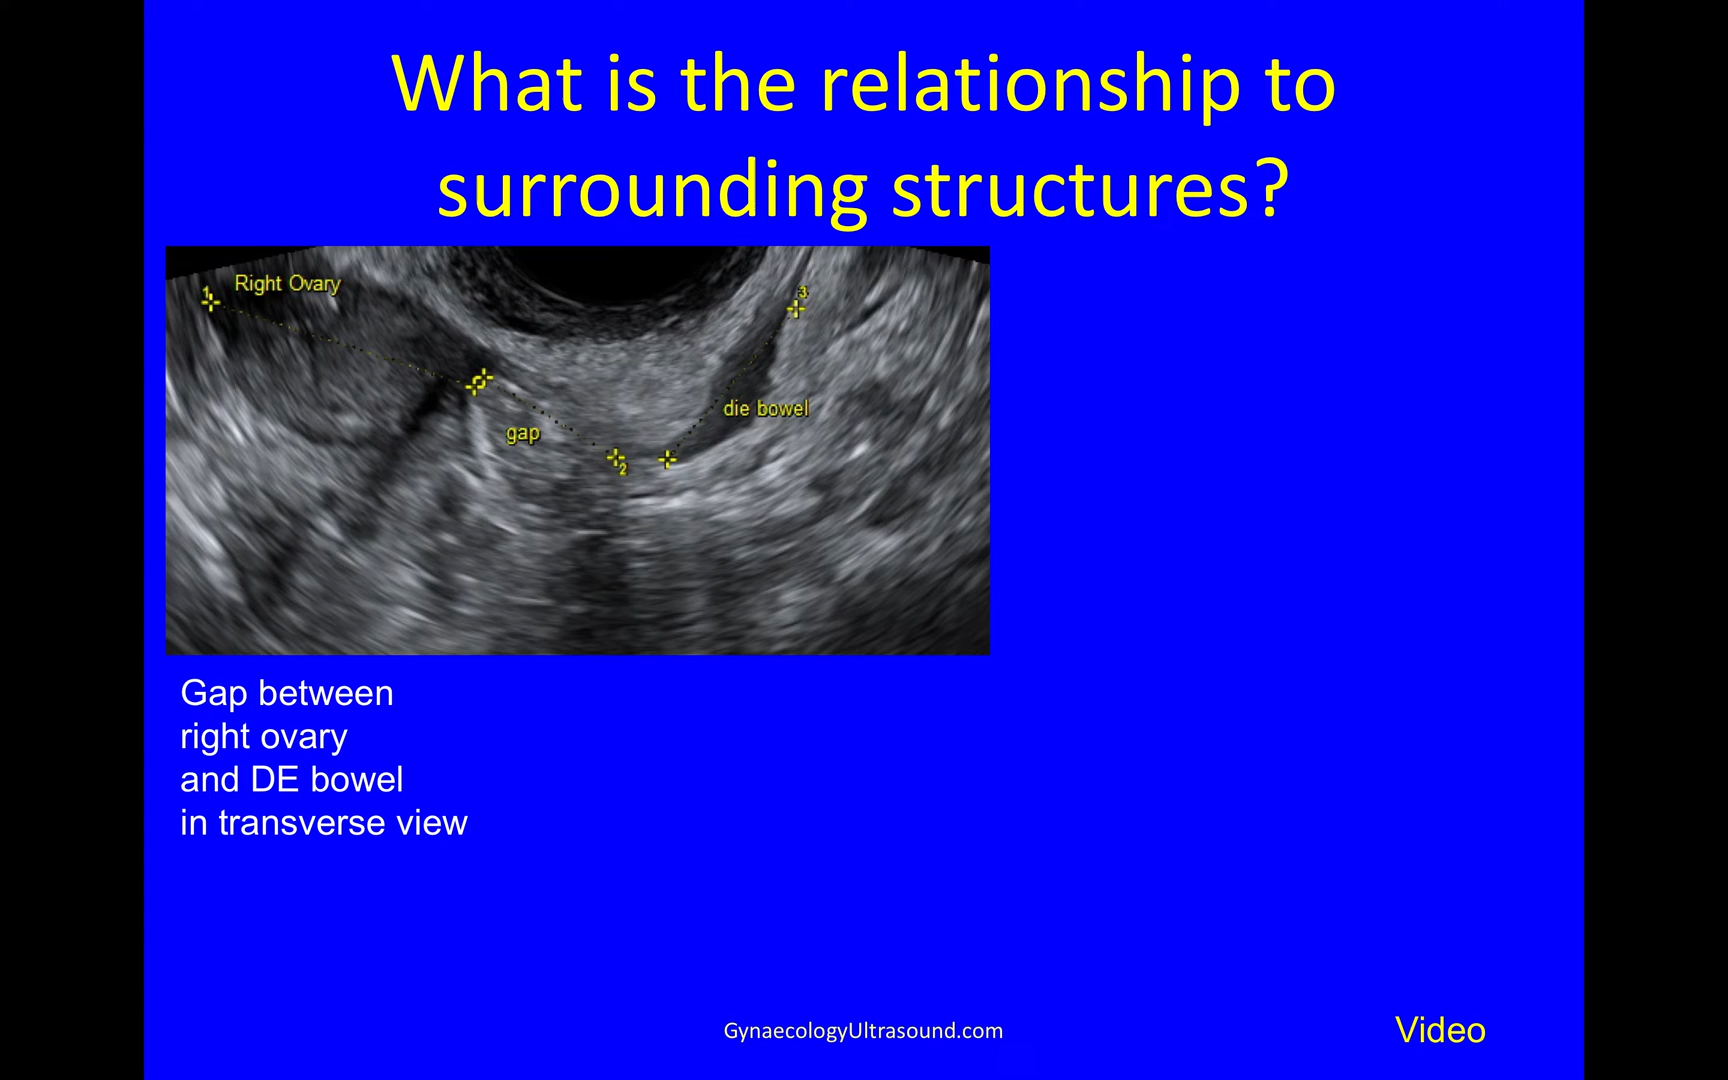 What is the relationship to
surrounding structures?
1
Right Ovary
3
die bowel
gap
2
Gap between
right ovary
and DE bowel
in transverse view
GynaecologyUltrasound.com
Video